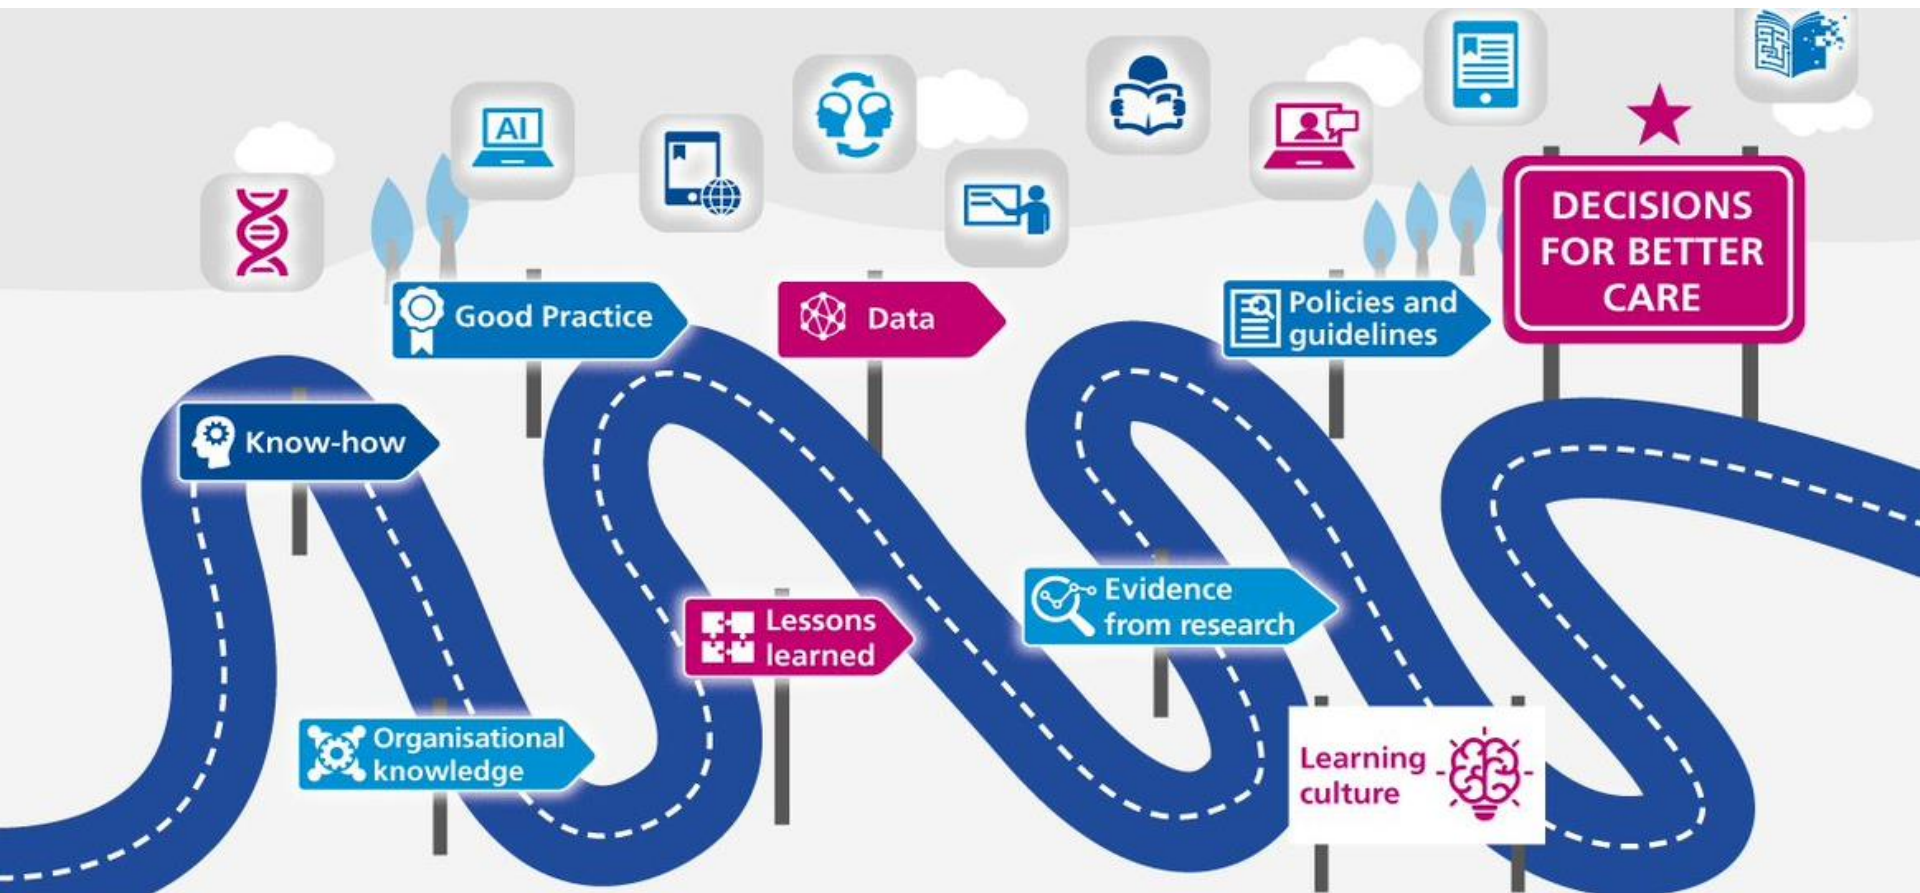 AI
DECISIONS
FOR BETTER
CARE
Good Practice
Data
Policies and
guidelines
Know-how
Evidence
from research
Lessons
learned
Organisational
knowledge
Learning
culture